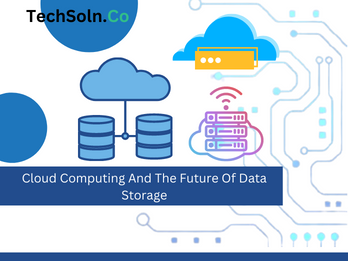 TechSoln.Co
Cloud Computing And The Future Of Data
Storage